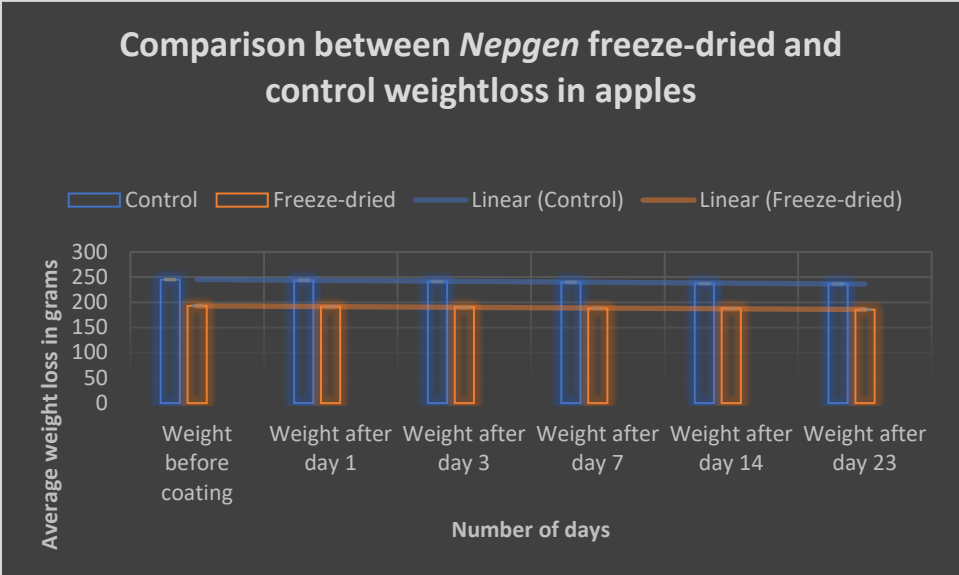 Comparison between Nepgen freeze-dried and
control weightloss in apples
Control
Freeze-dried
Linear (Control)
Linear (Freeze-dried)
Average weight loss in grams
300
250
200
150
100
50
0
Weight before coating
Weight after day 1
Weight after day 3
Weight after day 7
Weight after day 14
Weight after day 23
Number of days